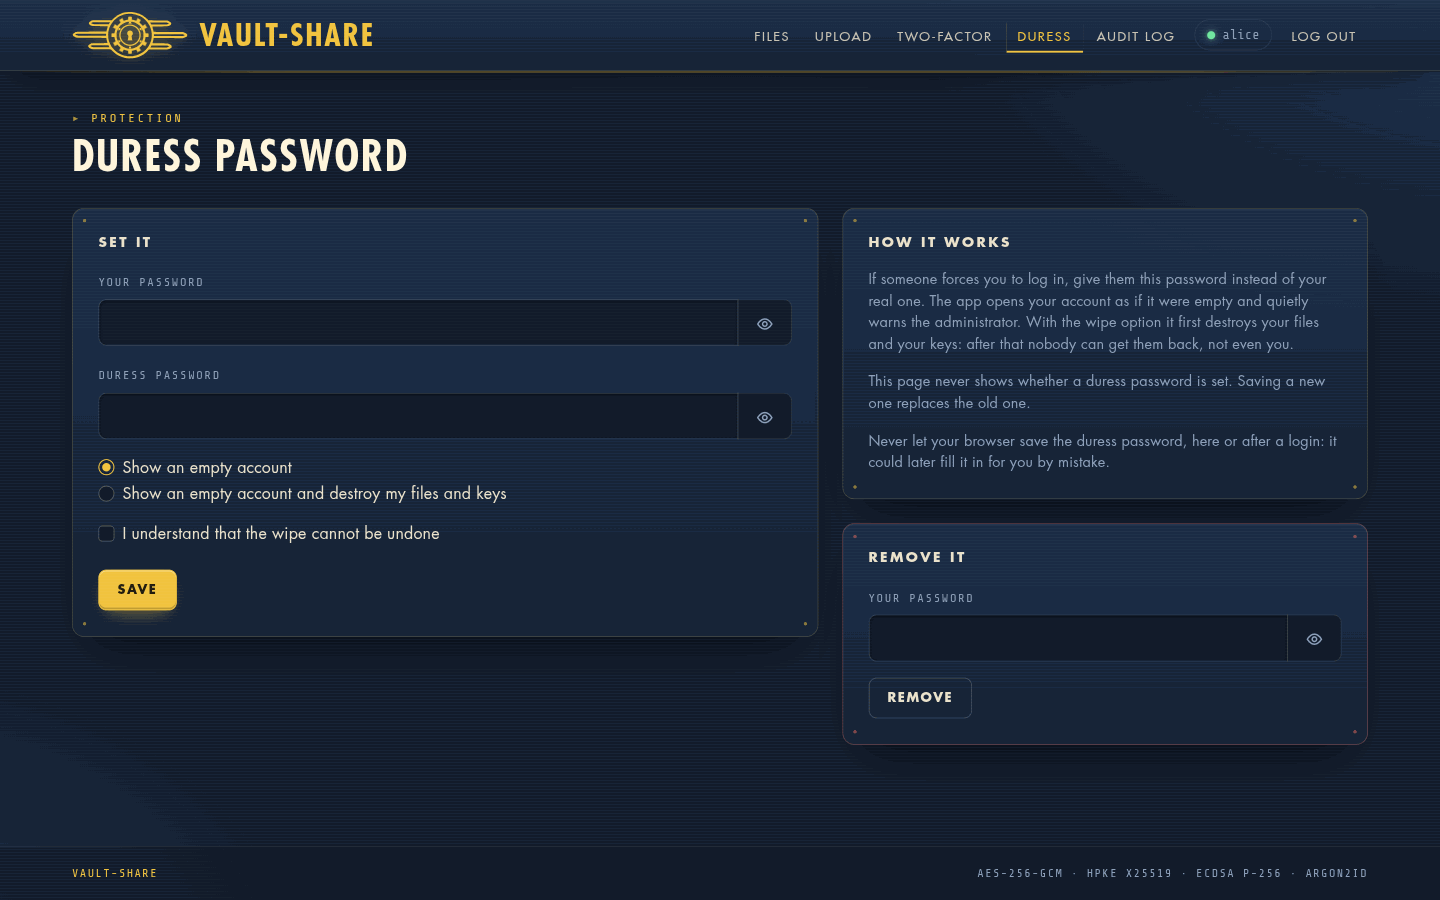 VAULT-SHARE
FILES UPLOAD TWO-FACTOR DURESS AUDIT LOG alice LOG OUT
PROTECTION
DURESS PASSWORD
SET IT
YOUR PASSWORD
DURESS PASSWORD
Show an empty account
Show an empty account and destroy my files and keys
I understand that the wipe cannot be undone
SAVE
HOW IT WORKS
If someone forces you to log in, give them this password instead of your
real one. The app opens your account as if it were empty and quietly
warns the administrator. With the wipe option it first destroys your files
and your keys: after that nobody can get them back, not even you.
This page never shows whether a duress password is set. Saving a new
one replaces the old one.
Never let your browser save the duress password, here or after a login: it
could later fill it in for you by mistake.
REMOVE IT
YOUR PASSWORD
REMOVE
VAULT-SHARE
AES-256-GCM · HPKE X25519 · ECDSA P-256 · ARGON2ID